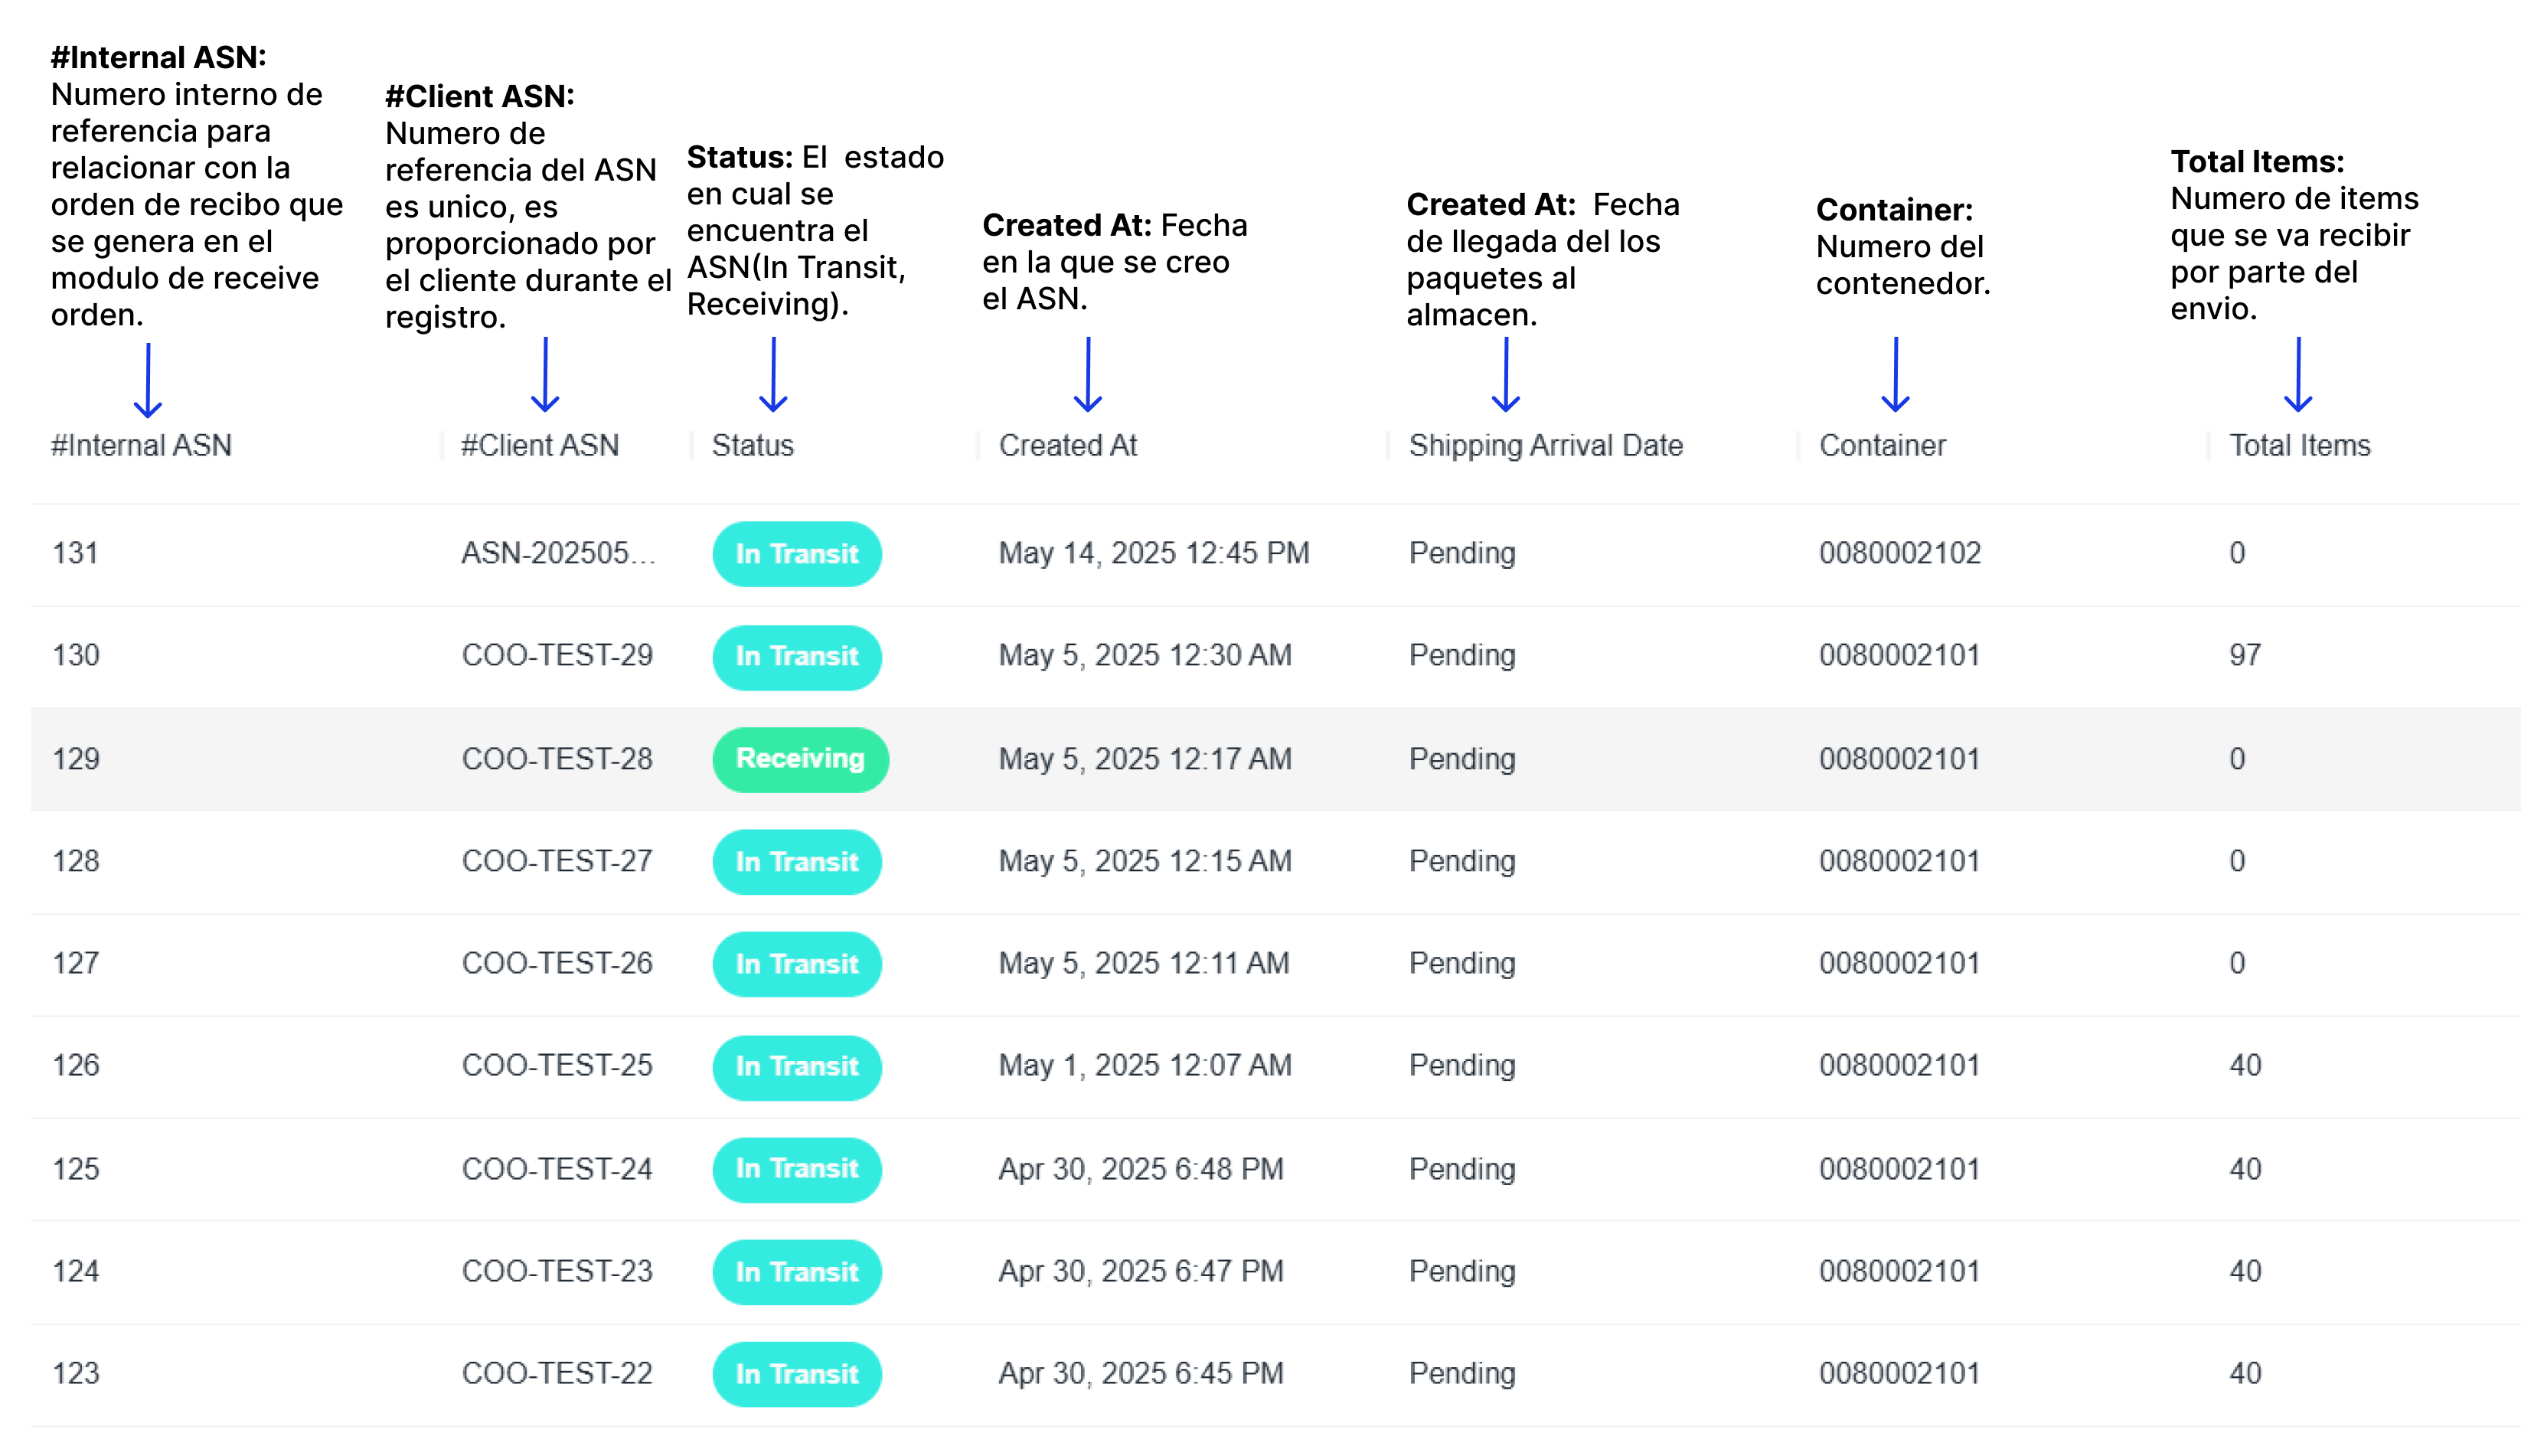 #Internal ASN:
Numero interno de
referencia para
relacionar con la
orden de recibo que
se genera en el
modulo de receive
orden.
#Client ASN:
Numero de
referencia del ASN
es unico, es
proporcionado por
el cliente durante el
registro.
Status: El  estado
en cual se
encuentra el
ASN(In Transit,
Receiving).
Created At: Fecha
en la que se creo
el ASN.
Created At:  Fecha
de llegada del los
paquetes al
almacen.
Container:
Numero del
contenedor.
Total Items:
Numero de items
que se va recibir
por parte del
envio.
#Internal ASN #Client ASN Status Created At Shipping Arrival Date Container Total Items
131 ASN-202505... In Transit May 14, 2025 12:45 PM Pending 0080002102 0
130 COO-TEST-29 In Transit May 5, 2025 12:30 AM Pending 0080002101 97
129 COO-TEST-28 Receiving May 5, 2025 12:17 AM Pending 0080002101 0
128 COO-TEST-27 In Transit May 5, 2025 12:15 AM Pending 0080002101 0
127 COO-TEST-26 In Transit May 5, 2025 12:11 AM Pending 0080002101 0
126 COO-TEST-25 In Transit May 1, 2025 12:07 AM Pending 0080002101 40
125 COO-TEST-24 In Transit Apr 30, 2025 6:48 PM Pending 0080002101 40
124 COO-TEST-23 In Transit Apr 30, 2025 6:47 PM Pending 0080002101 40
123 COO-TEST-22 In Transit Apr 30, 2025 6:45 PM Pending 0080002101 40